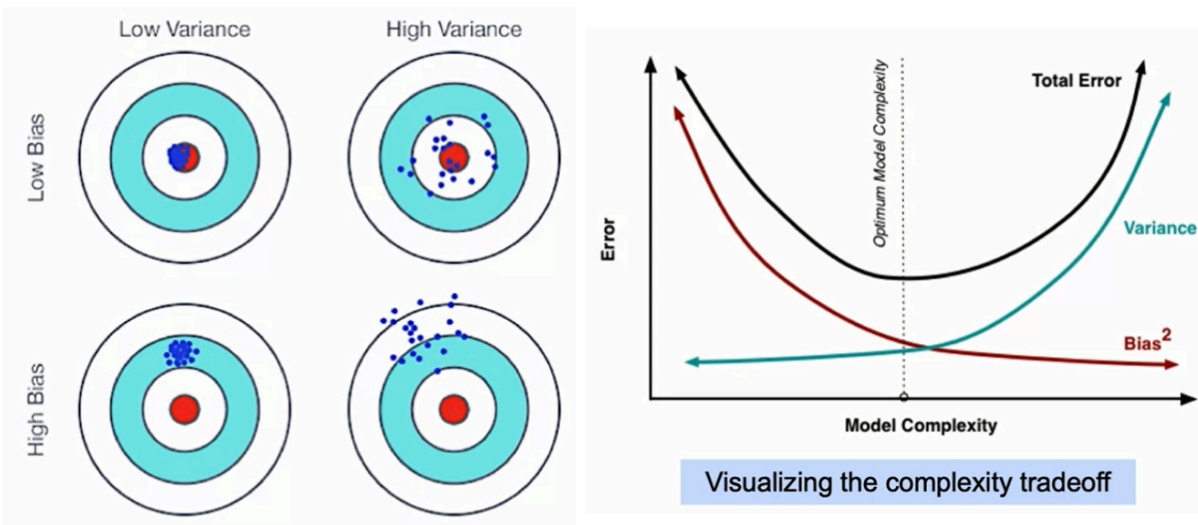 Low Variance
High Variance
Low Bias
High Bias
Optimum Model Complexity
Total Error
Variance
Bias²
Error
Model Complexity
Visualizing the complexity tradeoff